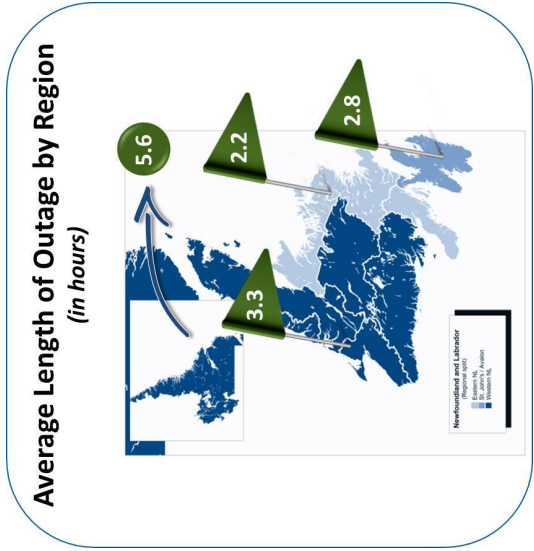 Average Length of Outage by Region
(in hours)
5.6
2.2
2.8
3.3
Newfoundland and Labrador
(Regional split)
Eastern NL
St. John's / Avalon
Western NL